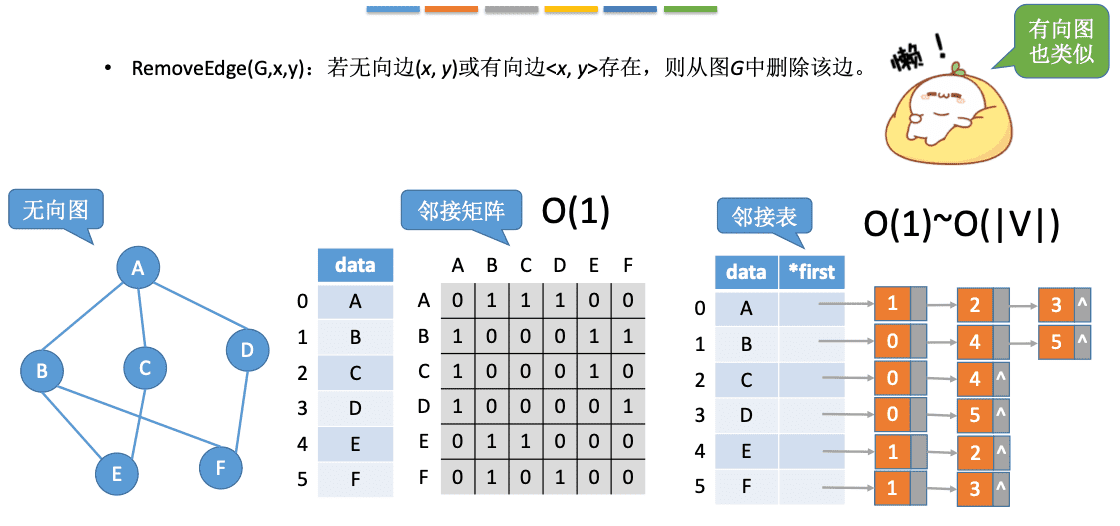 有向图
也类似
懒！
• RemoveEdge(G,x,y)：若无向边(x, y)或有向边<x, y>存在，则从图G中删除该边。
无向图
邻接矩阵
O(1)
邻接表
O(1)~O(|V|)
A
B
C
D
E
F
data
0 A
1 B
2 C
3 D
4 E
5 F
A B C D E F
A 0 1 1 1 0 0
B 1 0 0 0 1 1
C 1 0 0 0 1 0
D 1 0 0 0 0 1
E 0 1 1 0 0 0
F 0 1 0 1 0 0
data *first
0 A 1 2 3 ^
1 B 0 4 5 ^
2 C 0 4 ^
3 D 0 5 ^
4 E 1 2 ^
5 F 1 3 ^